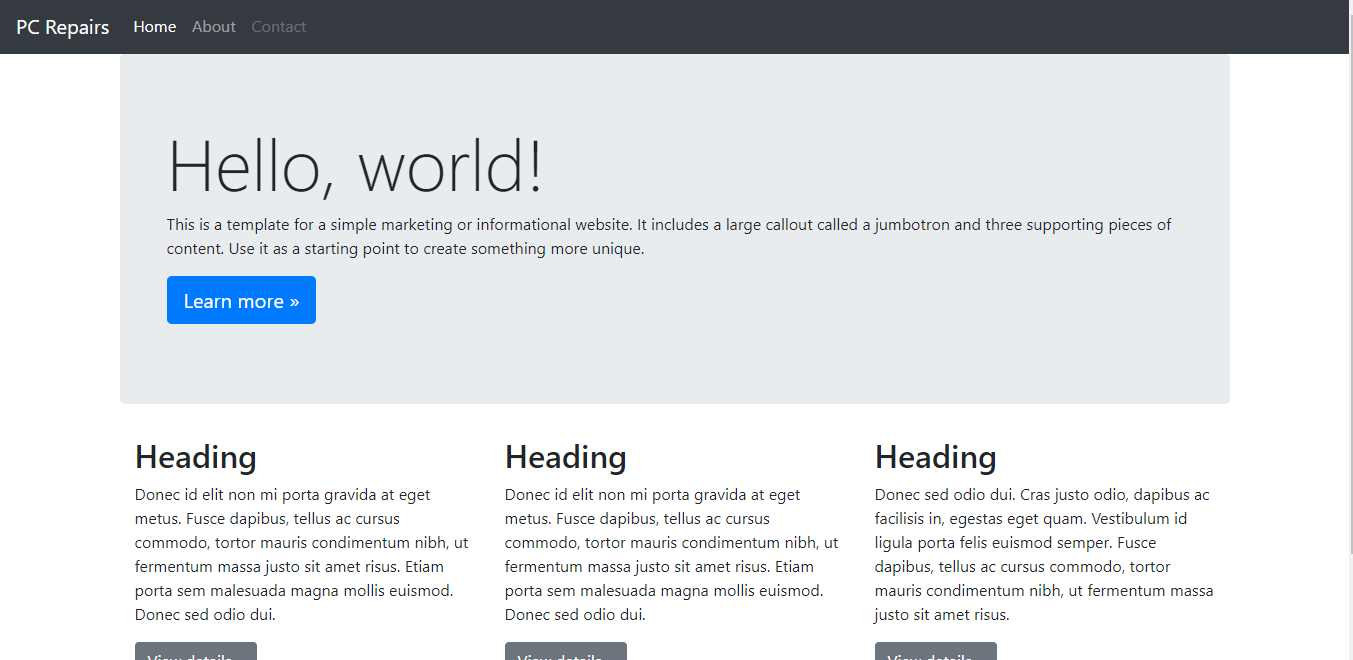 PC Repairs Home About Contact
Hello, world!
This is a template for a simple marketing or informational website. It includes a large callout called a jumbotron and three supporting pieces of
content. Use it as a starting point to create something more unique.
Learn more »
Heading
Donec id elit non mi porta gravida at eget
metus. Fusce dapibus, tellus ac cursus
commodo, tortor mauris condimentum nibh, ut
fermentum massa justo sit amet risus. Etiam
porta sem malesuada magna mollis euismod.
Donec sed odio dui.
View details
Heading
Donec id elit non mi porta gravida at eget
metus. Fusce dapibus, tellus ac cursus
commodo, tortor mauris condimentum nibh, ut
fermentum massa justo sit amet risus. Etiam
porta sem malesuada magna mollis euismod.
Donec sed odio dui.
View details
Heading
Donec sed odio dui. Cras justo odio, dapibus ac
facilisis in, egestas eget quam. Vestibulum id
ligula porta felis euismod semper. Fusce
dapibus, tellus ac cursus commodo, tortor
mauris condimentum nibh, ut fermentum massa
justo sit amet risus.
View details